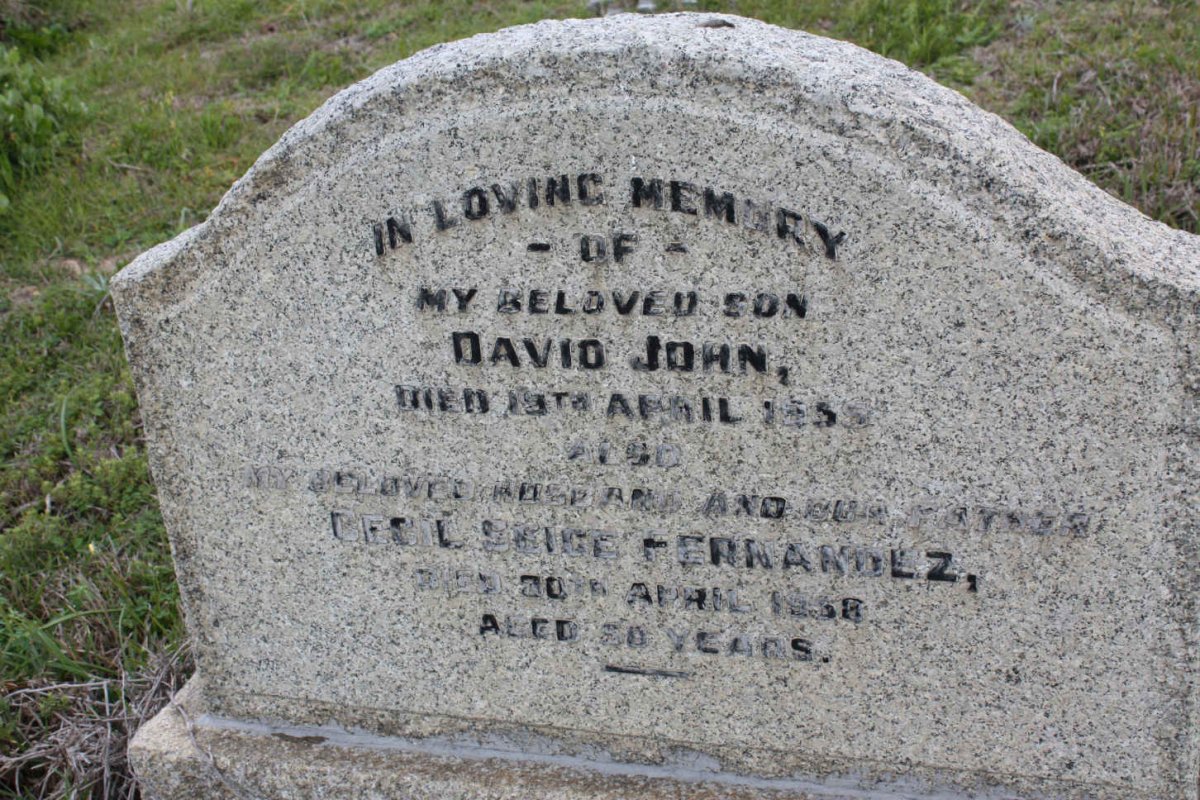 IN LOVING MEMORY
- OF -
MY BELOVED SON
DAVID JOHN,
DIED 19TH APRIL
ALSO
MY BELOVED HUSBAND AND OUR FATHER
CECIL FERNANDEZ,
DIED 30TH APRIL 1958
AGED YEARS.